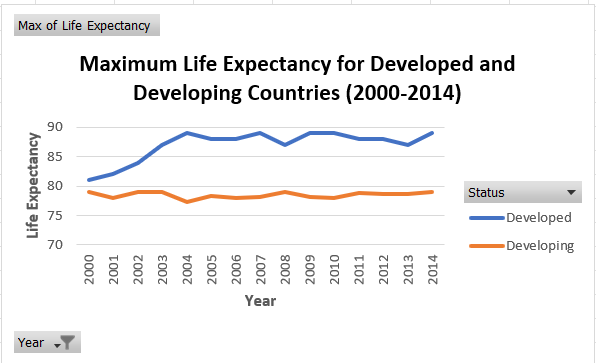 Max of Life Expectancy
Maximum Life Expectancy for Developed and
Developing Countries (2000-2014)
Life Expectancy
90
85
80
75
70
2000
2001
2002
2003
2004
2005
2006
2007
2008
2009
2010
2011
2012
2013
2014
Year
Status
Developed
Developing
Year